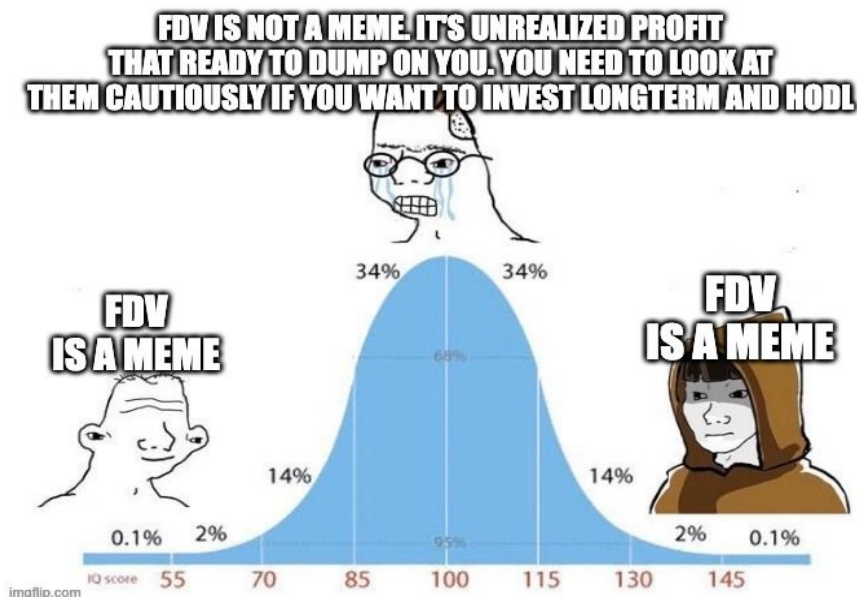 FDV IS NOT A MEME. IT'S UNREALIZED PROFIT
THAT READY TO DUMP ON YOU. YOU NEED TO LOOK AT
THEM CAUTIOUSLY IF YOU WANT TO INVEST LONGTERM AND HODL
34% 34%
FDV
IS A MEME
FDV
IS A MEME
68%
14% 14%
0.1% 2% 95% 2% 0.1%
IQ score 55 70 85 100 115 130 145
imgflip.com